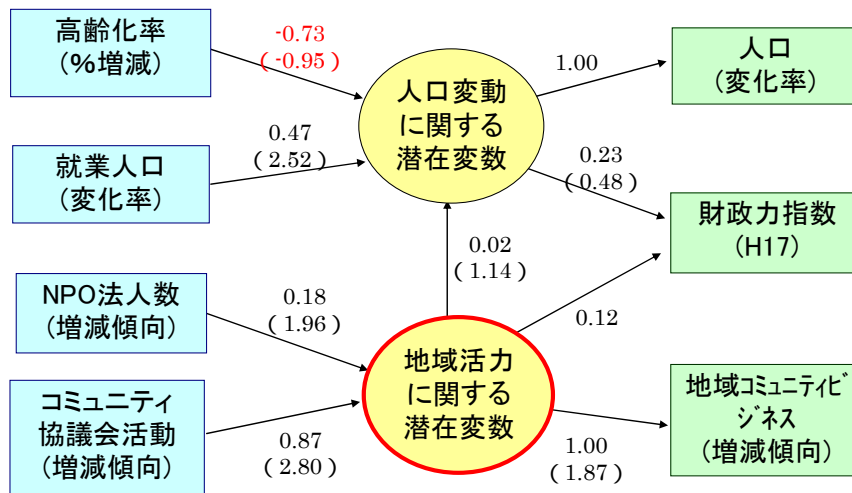 高齢化率
(%増減)
-0.73
( -0.95)
人口変動
に関する
潜在変数
1.00
人口
(変化率)
就業人口
(変化率)
0.47
( 2.52)
0.23
( 0.48)
財政力指数
(H17)
0.02
( 1.14)
NPO法人数
(増減傾向)
0.18
( 1.96)
0.12
地域活力
に関する
潜在変数
コミュニティ
協議会活動
(増減傾向)
0.87
( 2.80)
1.00
( 1.87)
地域ｺﾐｭﾆﾃｨﾋﾞ
ｼﾞﾈｽ
(増減傾向)